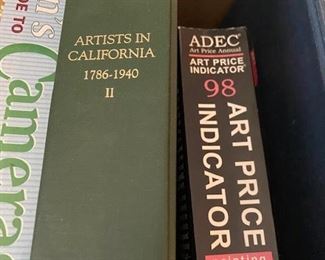 DE TO
n's
Camera
ARTISTS IN
CALIFORNIA
1786-1940
II
ADEC
Art Price Annual
ART PRICE
INDICATOR
98
ART PRICE
INDICATOR
painting